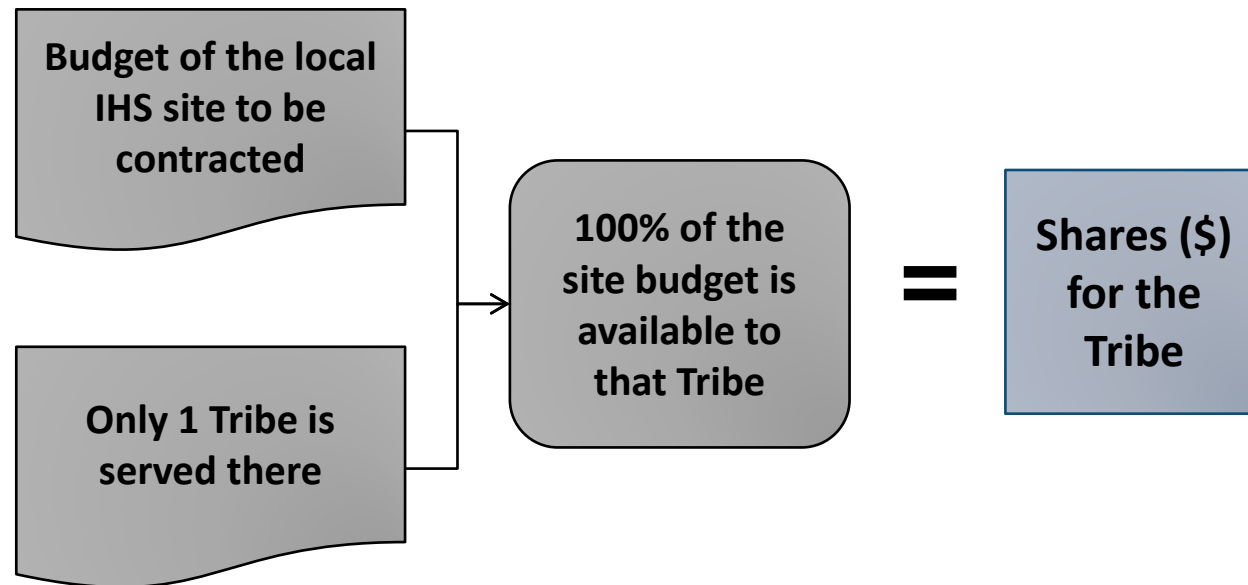 Budget of the local
IHS site to be
contracted
Only 1 Tribe is
served there
100% of the
site budget is
available to
that Tribe
=
Shares ($)
for the
Tribe